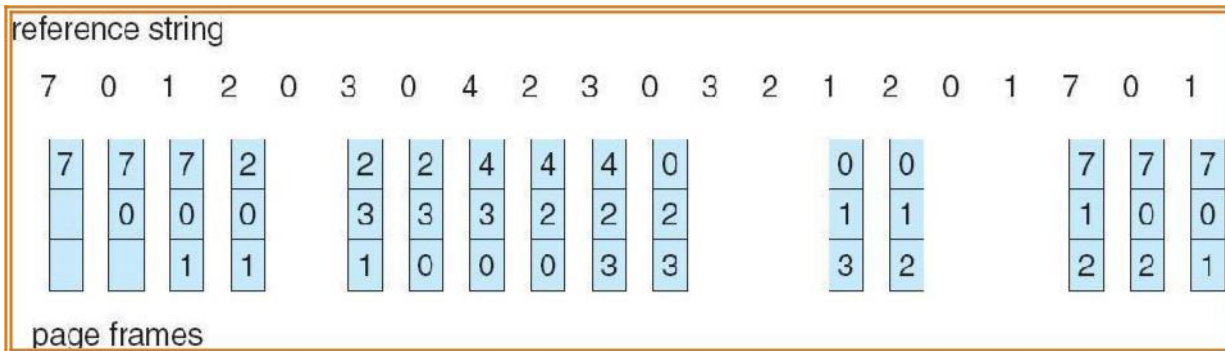 reference string
7 0 1 2 0 3 0 4 2 3 0 3 2 1 2 0 1 7 0 1
7 7 7 2 2 2 4 4 4 0 0 0 7 7 7
0 0 0 3 3 3 2 2 2 1 1 1 0 0
1 1 1 0 0 0 3 3 3 2 2 2 1
page frames